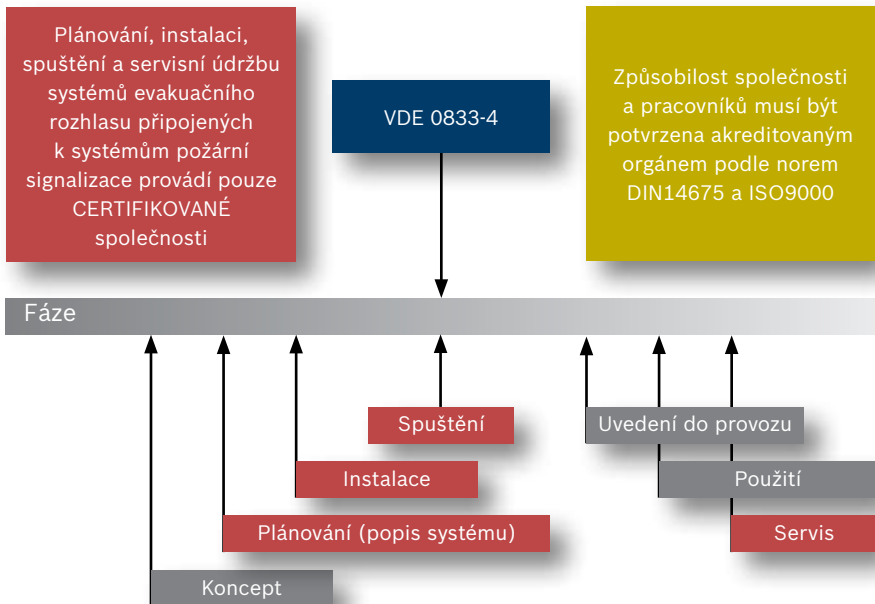 Plánování, instalaci,
spuštění a servisní údržbu
systémů evakuačního
rozhlasu připojených
k systémům požární
signalizace provádí pouze
CERTIFIKOVANÉ
společnosti
VDE 0833-4
Způsobilost společnosti
a pracovníků musí být
potvrzena akreditovaným
orgánem podle norem
DIN14675 a ISO9000
Fáze
Spuštění
Uvedení do provozu
Instalace
Použití
Plánování (popis systému)
Servis
Koncept